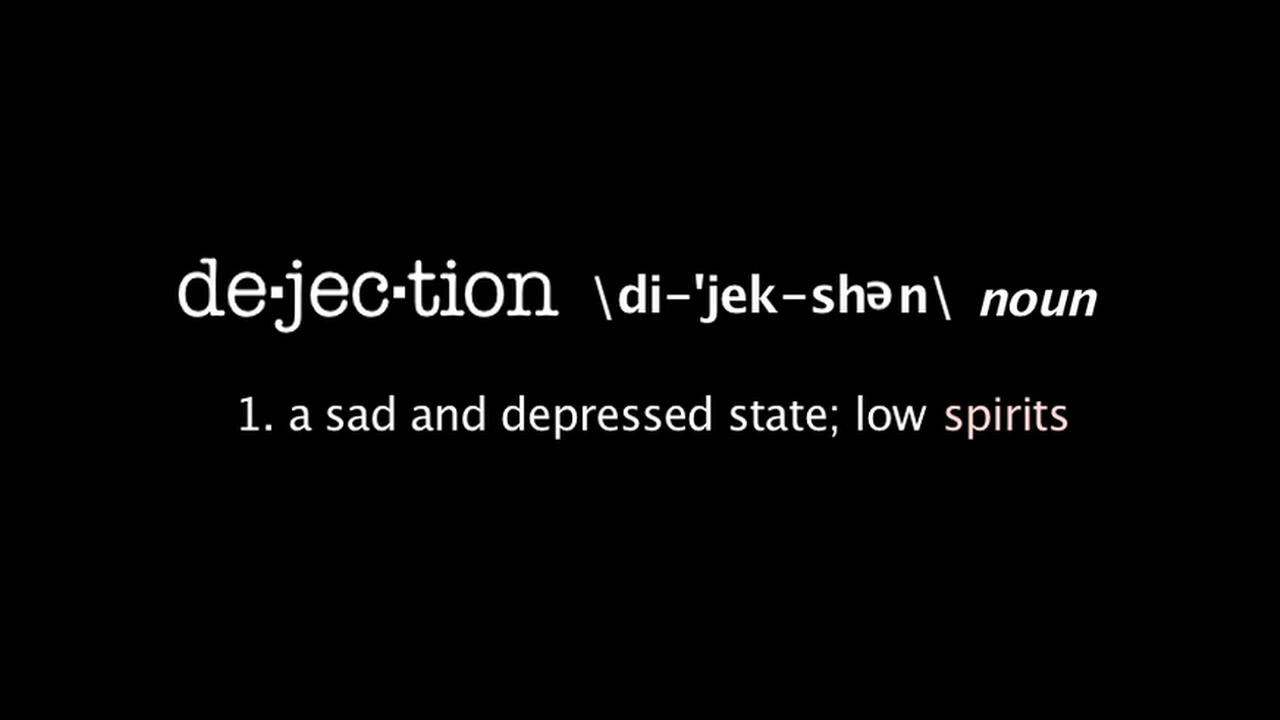 de·jec·tion \di-'jek-shən\ noun
1. a sad and depressed state; low spirits